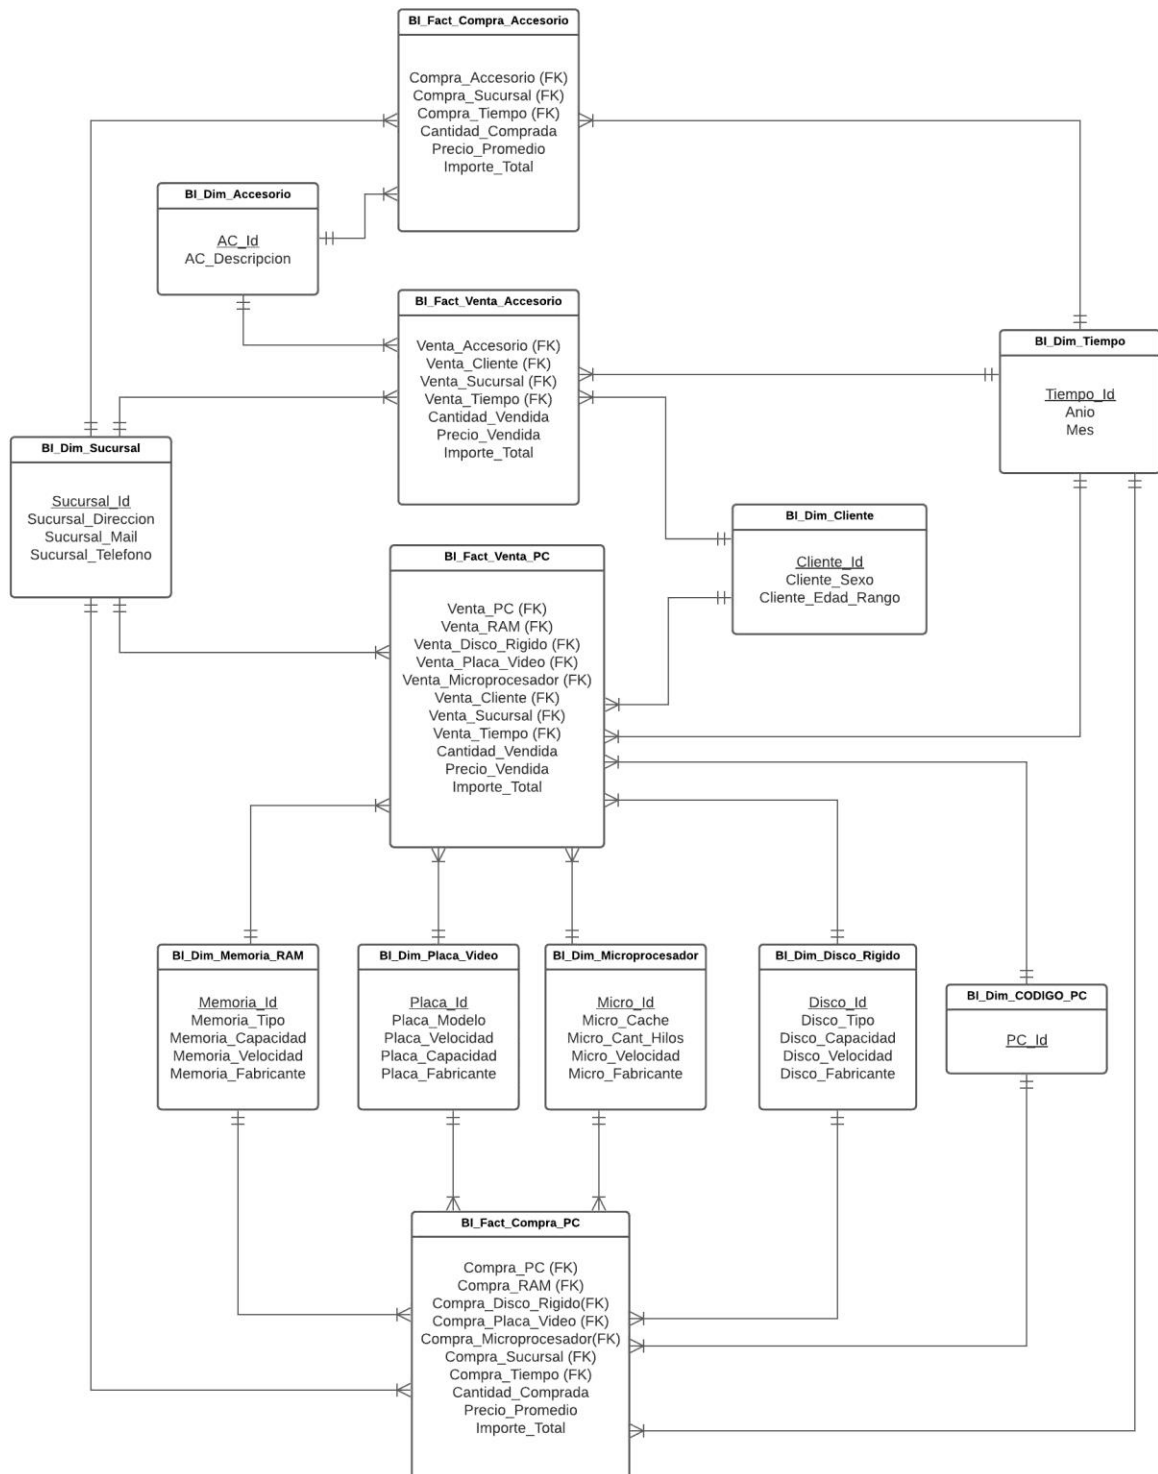 BI_Fact_Compra_Accesorio
Compra_Accesorio (FK)
Compra_Sucursal (FK)
Compra_Tiempo (FK)
Cantidad_Comprada
Precio_Promedio
Importe_Total
BI_Dim_Accesorio
AC_Id
AC_Descripcion
BI_Fact_Venta_Accesorio
Venta_Accesorio (FK)
Venta_Cliente (FK)
Venta_Sucursal (FK)
Venta_Tiempo (FK)
Cantidad_Vendida
Precio_Vendida
Importe_Total
BI_Dim_Tiempo
Tiempo_Id
Anio
Mes
BI_Dim_Sucursal
Sucursal_Id
Sucursal_Direccion
Sucursal_Mail
Sucursal_Telefono
BI_Dim_Cliente
Cliente_Id
Cliente_Sexo
Cliente_Edad_Rango
BI_Fact_Venta_PC
Venta_PC (FK)
Venta_RAM (FK)
Venta_Disco_Rigido (FK)
Venta_Placa_Video (FK)
Venta_Microprocesador (FK)
Venta_Cliente (FK)
Venta_Sucursal (FK)
Venta_Tiempo (FK)
Cantidad_Vendida
Precio_Vendida
Importe_Total
BI_Dim_Memoria_RAM
Memoria_Id
Memoria_Tipo
Memoria_Capacidad
Memoria_Velocidad
Memoria_Fabricante
BI_Dim_Placa_Video
Placa_Id
Placa_Modelo
Placa_Velocidad
Placa_Capacidad
Placa_Fabricante
BI_Dim_Microprocesador
Micro_Id
Micro_Cache
Micro_Cant_Hilos
Micro_Velocidad
Micro_Fabricante
BI_Dim_Disco_Rigido
Disco_Id
Disco_Tipo
Disco_Capacidad
Disco_Velocidad
Disco_Fabricante
BI_Dim_CODIGO_PC
PC_Id
BI_Fact_Compra_PC
Compra_PC (FK)
Compra_RAM (FK)
Compra_Disco_Rigido(FK)
Compra_Placa_Video (FK)
Compra_Microprocesador(FK)
Compra_Sucursal (FK)
Compra_Tiempo (FK)
Cantidad_Comprada
Precio_Promedio
Importe_Total